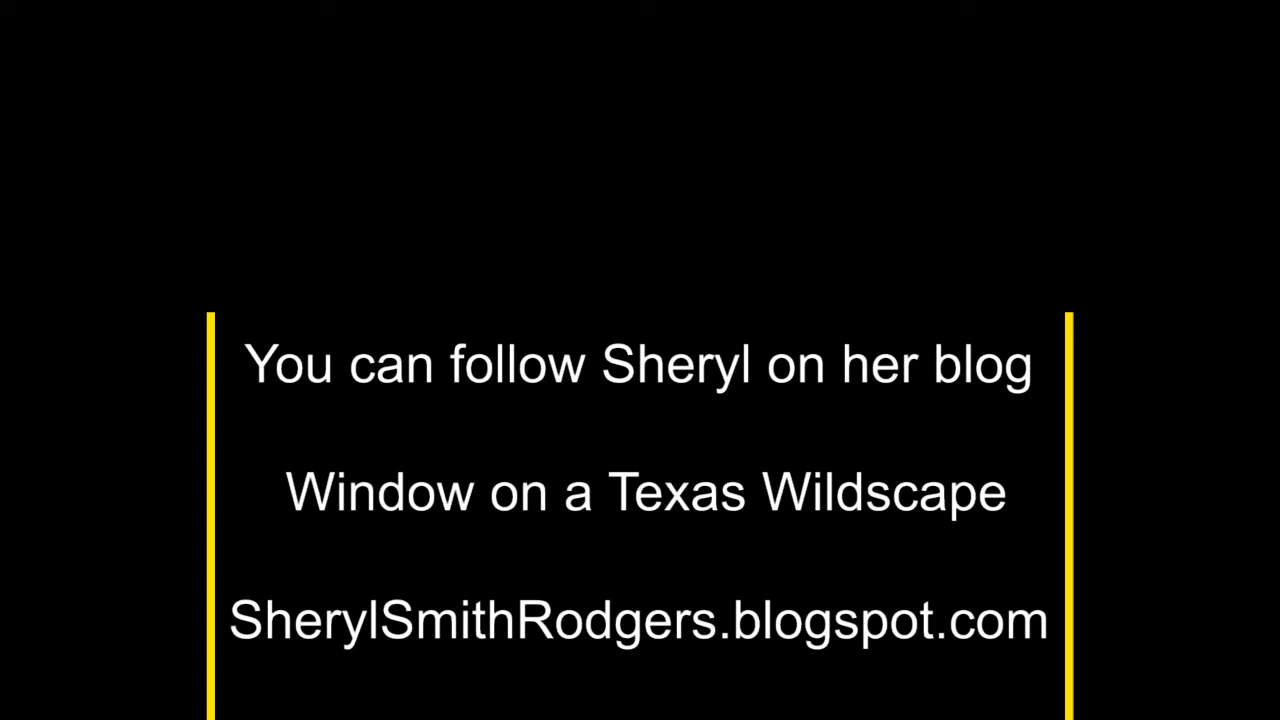 You can follow Sheryl on her blog
Window on a Texas Wildscape
SherylSmithRodgers.blogspot.com